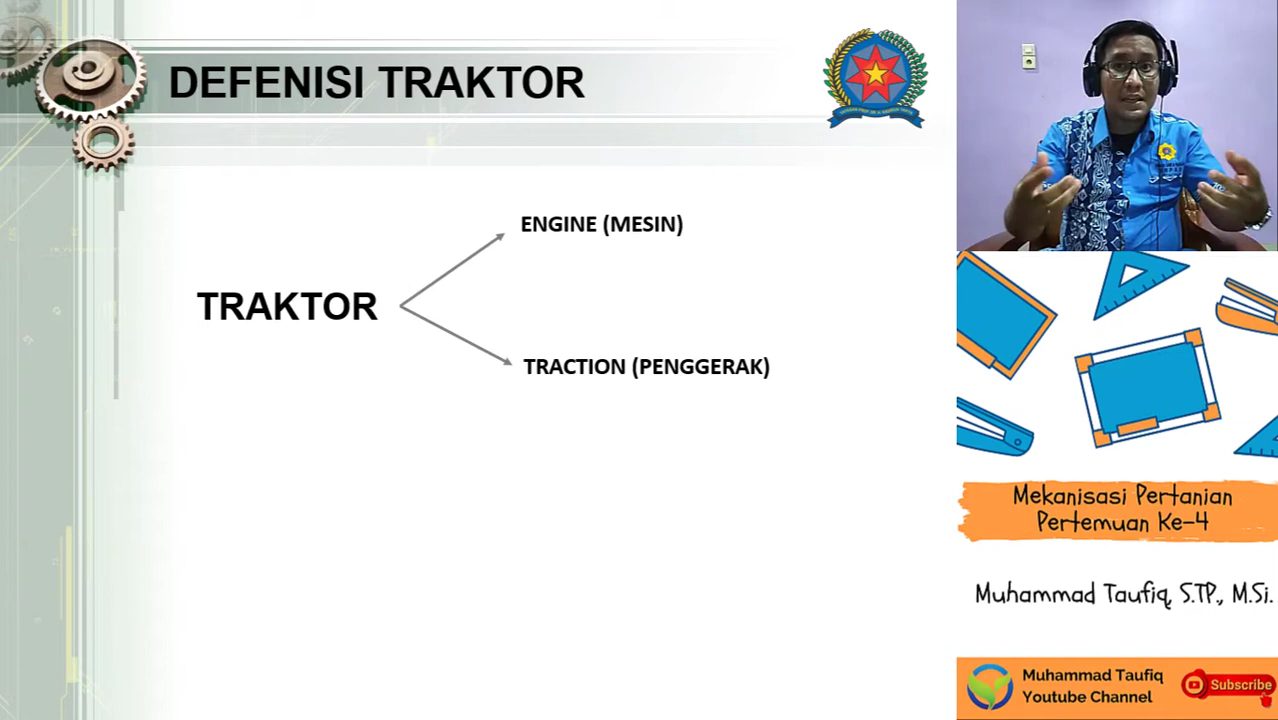 DEFENISI TRAKTOR
ENGINE (MESIN)
TRAKTOR
TRACTION (PENGGERAK)
Mekanisasi Pertanian
Pertemuan Ke-4
Muhammad Taufiq, S.TP., M.Si.
Muhammad Taufiq
Youtube Channel
Subscribe